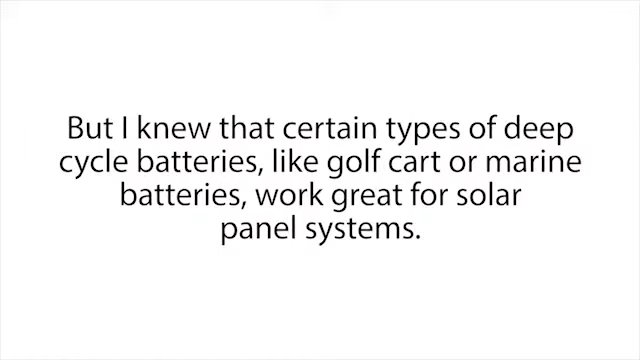 But I knew that certain types of deep
cycle batteries, like golf cart or marine
batteries, work great for solar
panel systems.